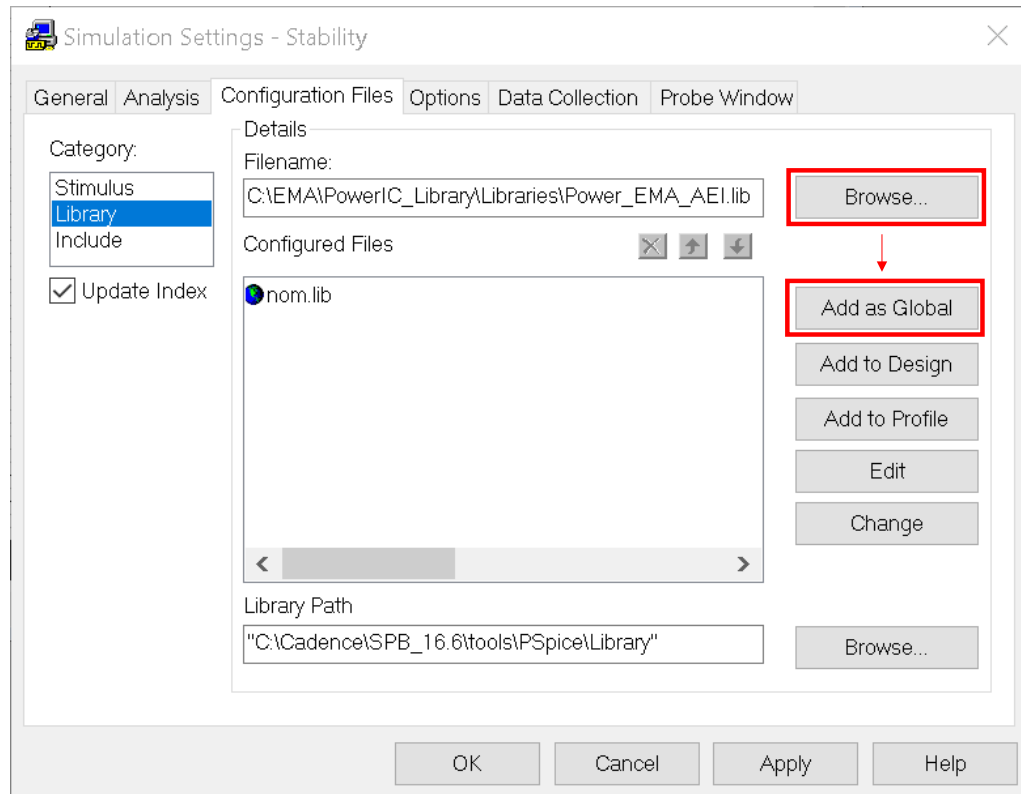 Simulation Settings - Stability
General Analysis Configuration Files Options Data Collection Probe Window
Category:
Stimulus
Library
Include
Update Index
Details
Filename:
C:\EMA\PowerIC_Library\Libraries\Power_EMA_AEI.lib
Browse...
Configured Files
nom.lib
Add as Global
Add to Design
Add to Profile
Edit
Change
Library Path
"C:\Cadence\SPB_16.6\tools\PSpice\Library"
Browse...
OK Cancel Apply Help